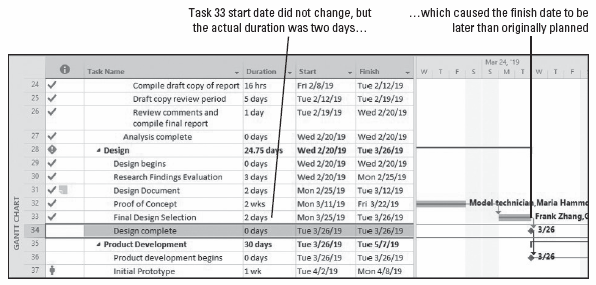 Task 33 start date did not change, but
the actual duration was two days…
…which caused the finish date to be
later than originally planned
Mar 24, '19
Task Name Duration Start Finish W T F S S M T W T F
24 Compile draft copy of report 16 hrs Fri 2/8/19 Tue 2/12/19
25 Draft copy review period 5 days Tue 2/12/19 Tue 2/19/19
26 Review comments and 1 day Tue 2/19/19 Wed 2/20/19
compile final report
27 Analysis complete 0 days Wed 2/20/19 Wed 2/20/19
28 Design 24.75 days Wed 2/20/19 Tue 3/26/19
29 Design begins 0 days Wed 2/20/19 Wed 2/20/19
30 Research Findings Evaluation 3 days Wed 2/20/19 Mon 2/25/19
31 Design Document 2 days Mon 2/25/19 Tue 3/12/19
32 Proof of Concept 2 wks Mon 3/11/19 Fri 3/22/19 Model technician,Maria Hammo
33 Final Design Selection 2 days Mon 3/25/19 Tue 3/26/19 Frank Zhang,G
34 Design complete 0 days Tue 3/26/19 Tue 3/26/19 3/26
35 Product Development 30 days Tue 3/26/19 Tue 5/7/19
36 Product development begins 0 days Tue 3/26/19 Tue 3/26/19 3/26
37 Initial Prototype 1 wk Tue 4/2/19 Mon 4/8/19
GANTT CHART